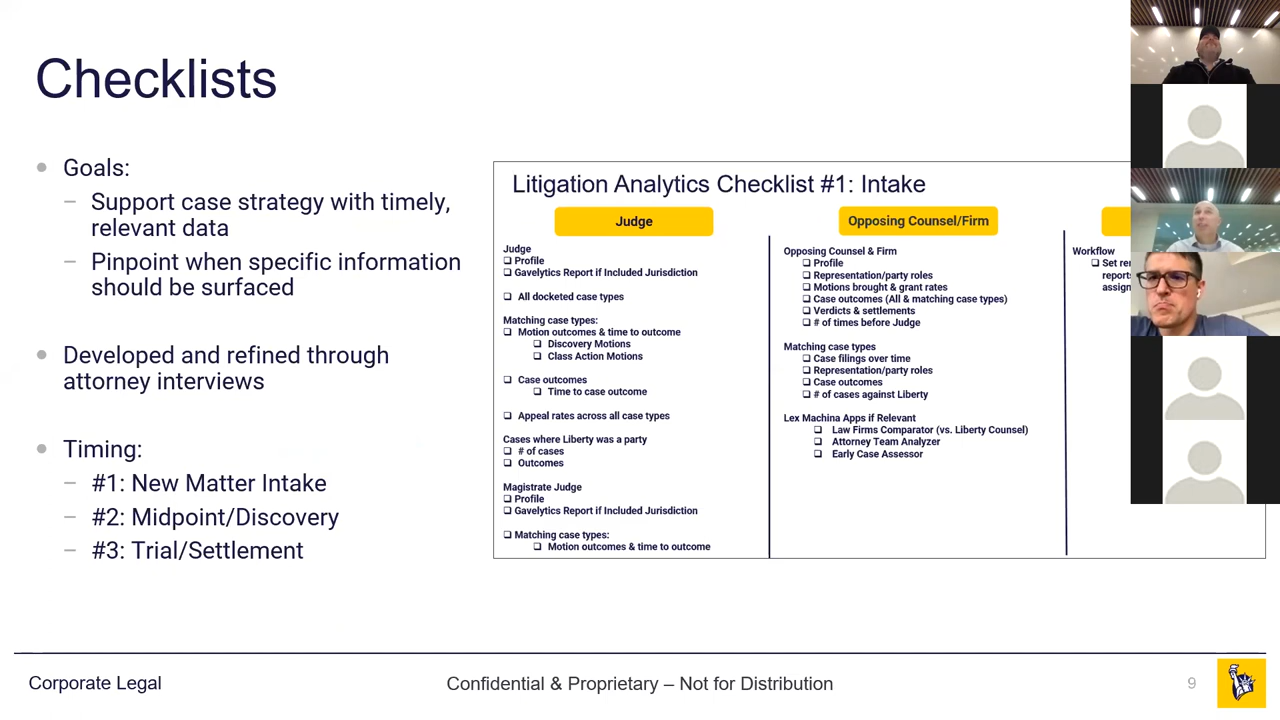 Checklists
Goals:
Support case strategy with timely,
relevant data
Pinpoint when specific information
should be surfaced
Developed and refined through
attorney interviews
Timing:
#1: New Matter Intake
#2: Midpoint/Discovery
#3: Trial/Settlement
Litigation Analytics Checklist #1: Intake
Judge
Judge
Profile
Gavelytics Report if Included Jurisdiction
All docketed case types
Matching case types:
Motion outcomes & time to outcome
Discovery Motions
Class Action Motions
Case outcomes
Time to case outcome
Appeal rates across all case types
Cases where Liberty was a party
# of cases
Outcomes
Magistrate Judge
Profile
Gavelytics Report if Included Jurisdiction
Matching case types:
Motion outcomes & time to outcome
Opposing Counsel/Firm
Opposing Counsel & Firm
Profile
Representation/party roles
Motions brought & grant rates
Case outcomes (All & matching case types)
Verdicts & settlements
# of times before Judge
Matching case types
Case filings over time
Representation/party roles
Case outcomes
# of cases against Liberty
Lex Machina Apps if Relevant
Law Firms Comparator (vs. Liberty Counsel)
Attorney Team Analyzer
Early Case Assessor
Workflow
Set
Corporate Legal
Confidential & Proprietary – Not for Distribution
9